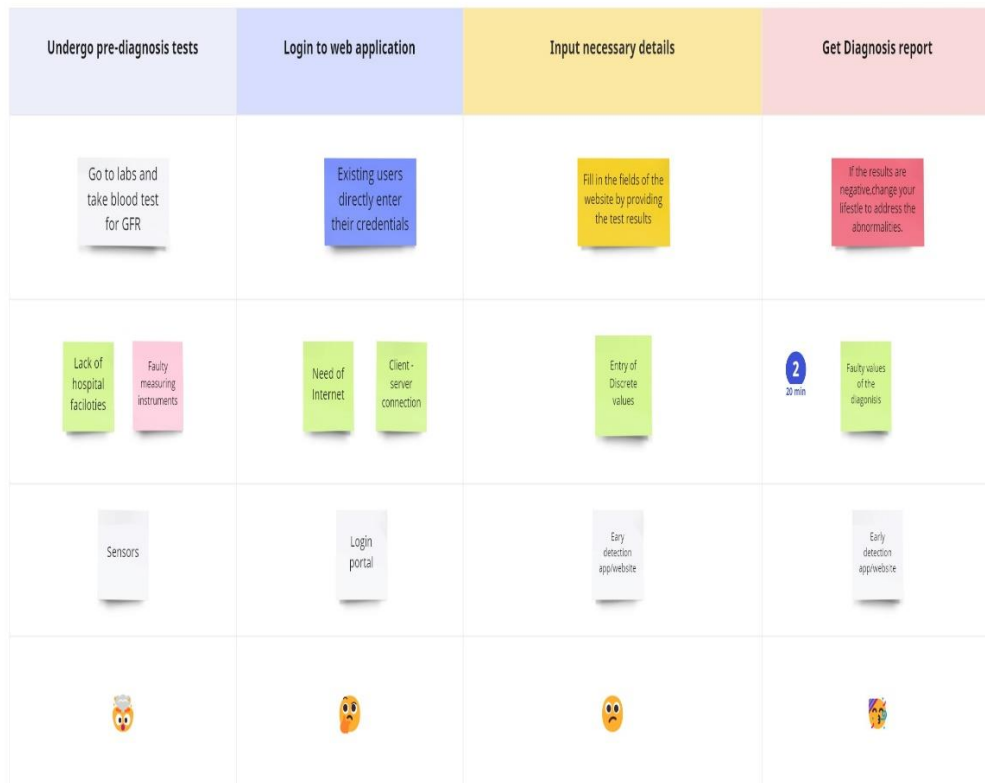 Undergo pre-diagnosis tests
Login to web application
Input necessary details
Get Diagnosis report
Go to labs and
take blood test
for GFR
Existing users
directly enter
their credentials
Fill in the fields of the
website by providing
the test results
If the results are
negative,change your
lifestle to address the
abnormalities.
Lack of
hospital
faciloties
Faulty
measuring
instruments
Need of
Internet
Client -
server
connection
Entry of
Discrete
values
2
20 min
Faulty values
of the
diagonisis
Sensors
Login
portal
Eary
detection
app/website
Early
detection
app/website